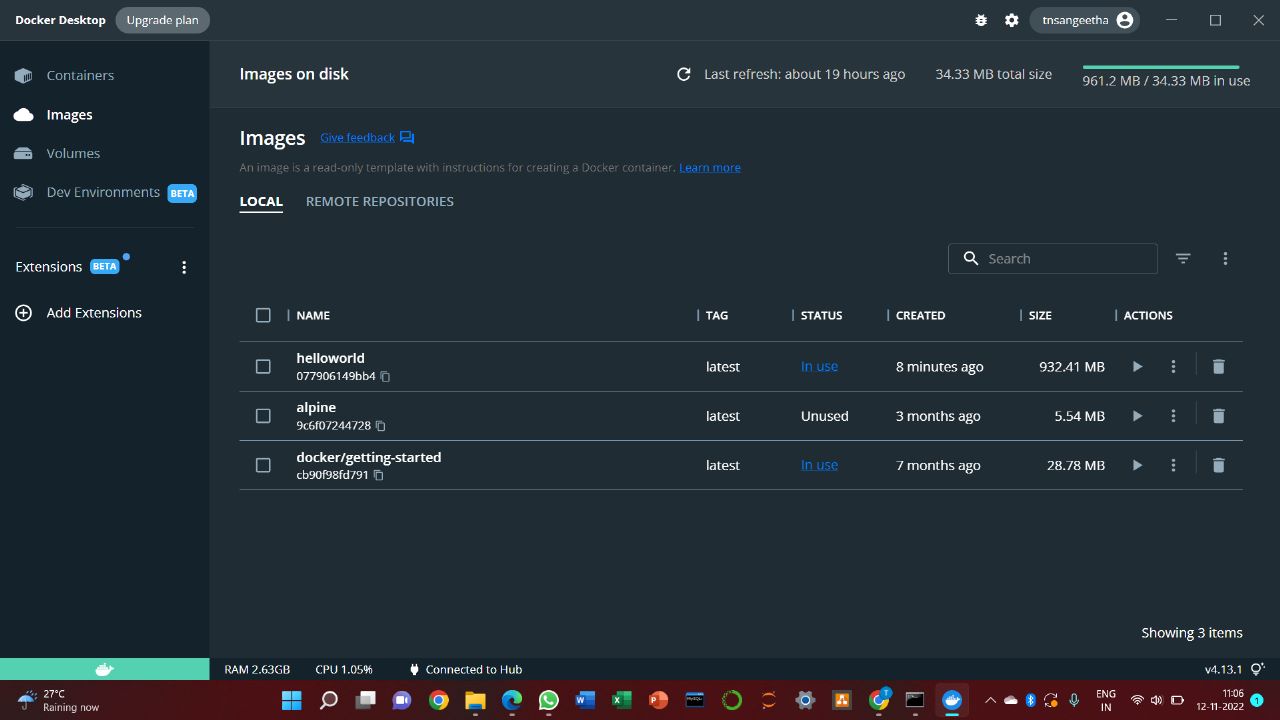 Docker Desktop Upgrade plan tnsangeetha
Containers
Images
Volumes
Dev Environments BETA
Extensions BETA
Add Extensions
Images on disk Last refresh: about 19 hours ago 34.33 MB total size 961.2 MB / 34.33 MB in use
Images Give feedback
An image is a read-only template with instructions for creating a Docker container. Learn more
LOCAL REMOTE REPOSITORIES
Search
NAME TAG STATUS CREATED SIZE ACTIONS
helloworld latest In use 8 minutes ago 932.41 MB
077906149bb4
alpine latest Unused 3 months ago 5.54 MB
9c6f07244728
docker/getting-started latest In use 7 months ago 28.78 MB
cb90f98fd791
Showing 3 items
RAM 2.63GB CPU 1.05% Connected to Hub v4.13.1
27°C
Raining now
ENG
IN
11:06
12-11-2022
1